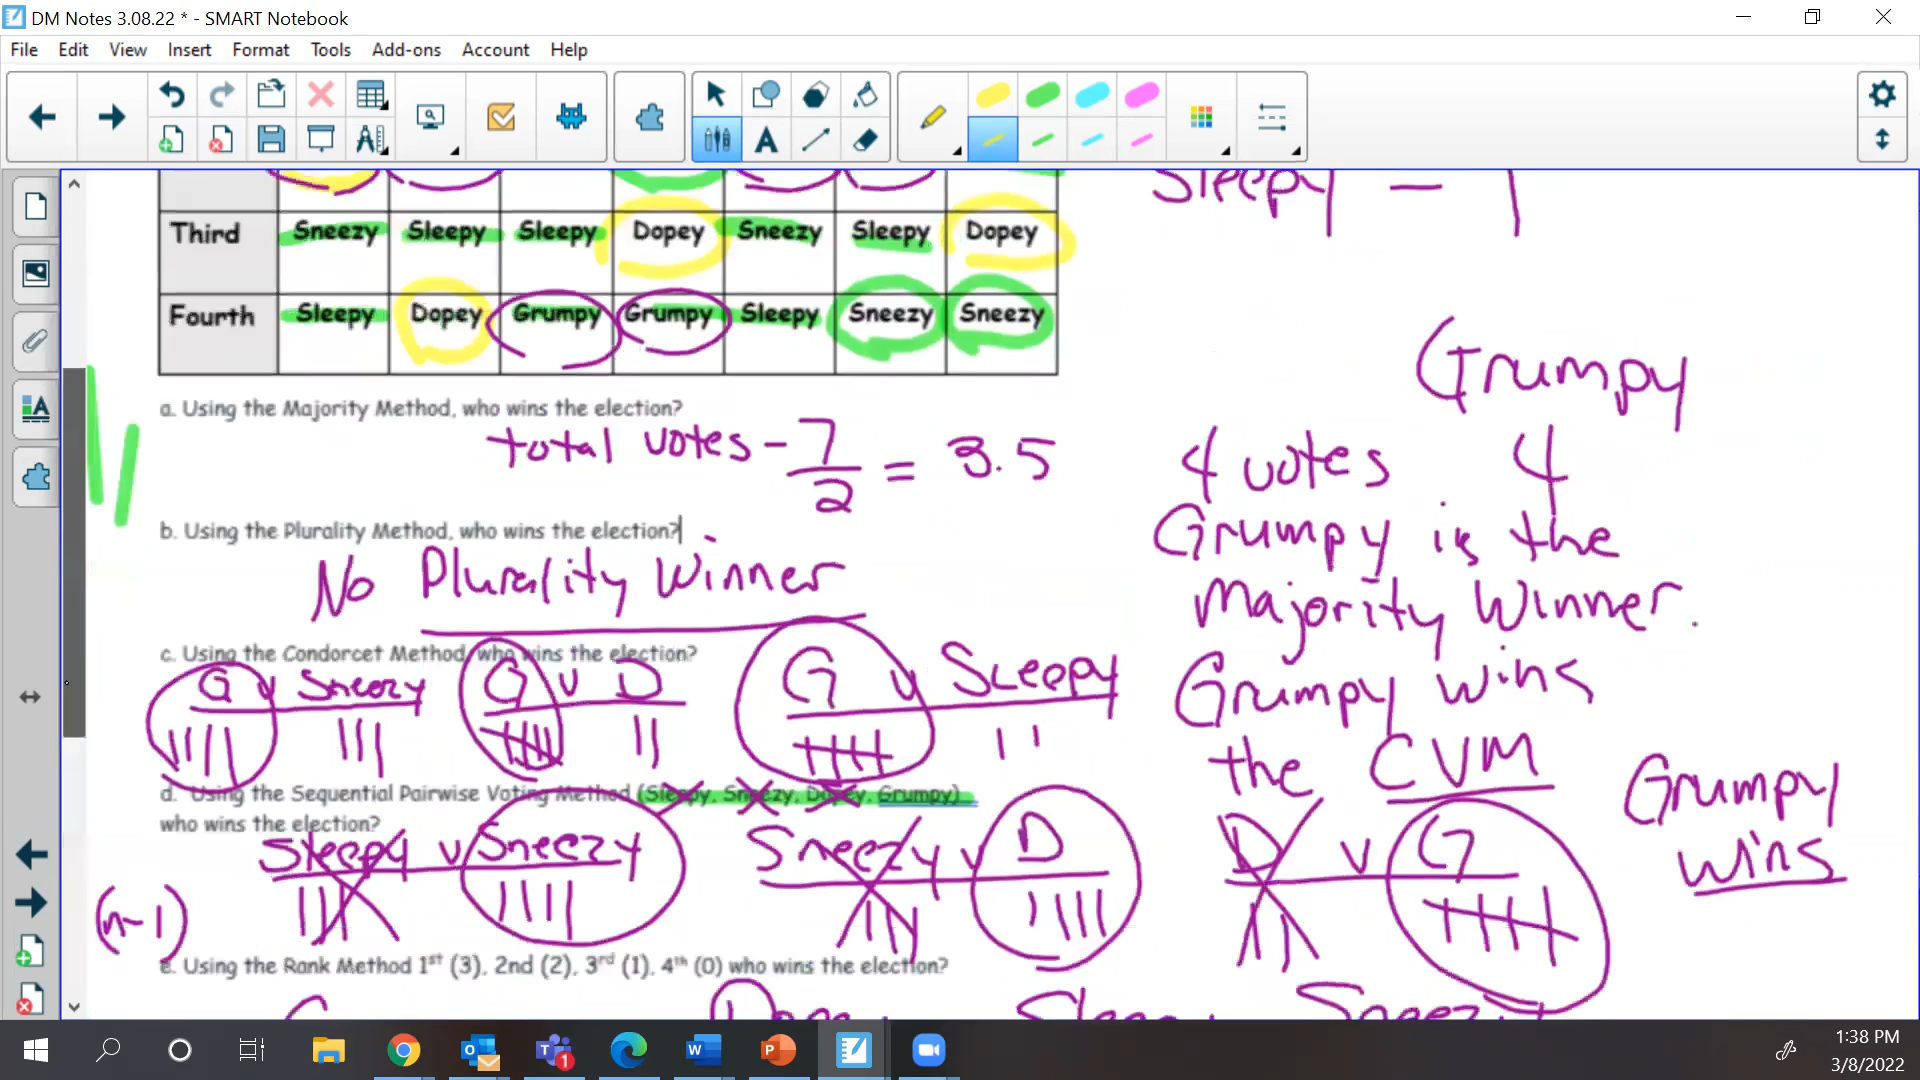 DM Notes 3.08.22 * - SMART Notebook
File Edit View Insert Format Tools Add-ons Account Help
Sleepy - 1
Third Sneezy Sleepy Sleepy Dopey Sneezy Sleepy Dopey
Fourth Sleepy Dopey Grumpy Grumpy Sleepy Sneezy Sneezy
Grumpy
a. Using the Majority Method, who wins the election?
total votes - 7/2 = 3.5 4 votes 4
b. Using the Plurality Method, who wins the election?
Grumpy is the
No Plurality Winner
Majority Winner.
c. Using the Condorcet Method, who wins the election?
G v Sneezy G v D G v Sleepy
Grumpy wins
the CVM
d. Using the Sequential Pairwise Voting Method (Sleepy, Sneezy, Dopey, Grumpy)
who wins the election?
Sleepy v Sneezy Sneezy v D D v G
Grumpy
wins
(n-1)
e. Using the Rank Method 1st (3), 2nd (2), 3rd (1), 4th (0) who wins the election?
Sneezy
1:38 PM
3/8/2022